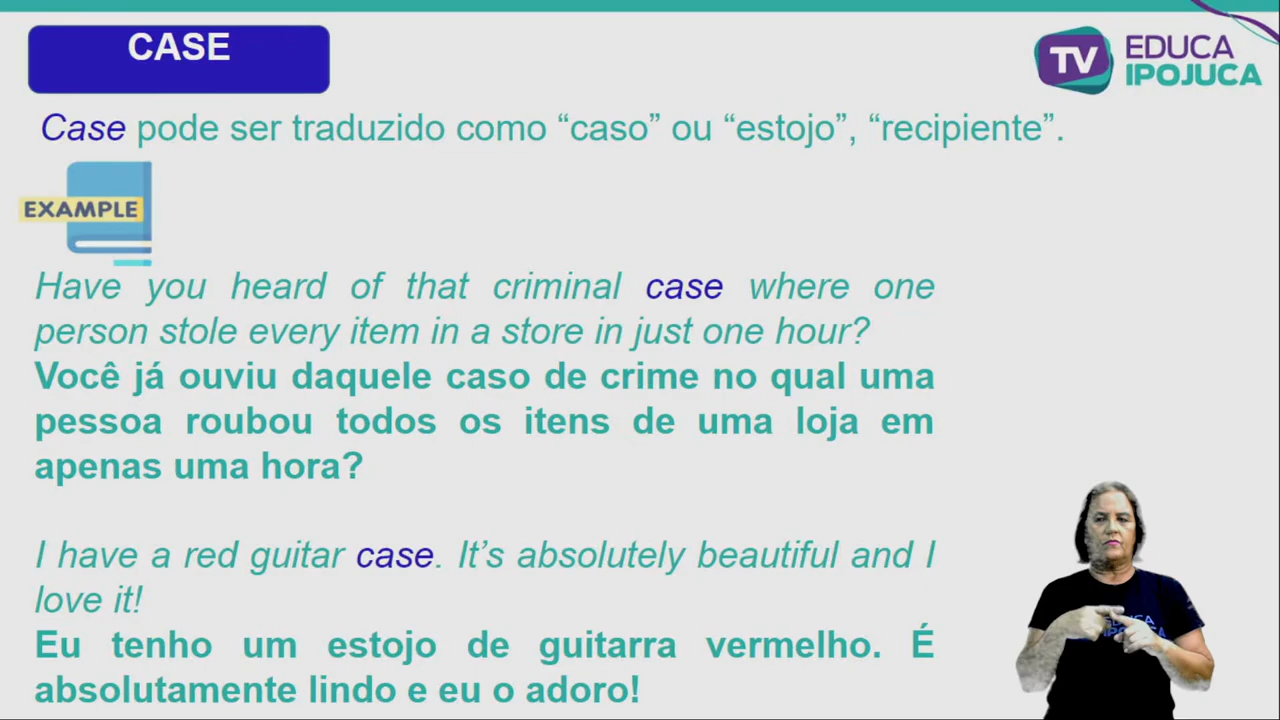 CASE
TV EDUCA
IPOJUCA
Case pode ser traduzido como “caso” ou “estojo”, “recipiente”.
EXAMPLE
Have you heard of that criminal case where one
person stole every item in a store in just one hour?
Você já ouviu daquele caso de crime no qual uma
pessoa roubou todos os itens de uma loja em
apenas uma hora?
I have a red guitar case. It’s absolutely beautiful and I
love it!
Eu tenho um estojo de guitarra vermelho. É
absolutamente lindo e eu o adoro!
EDUCA
IPOJUCA